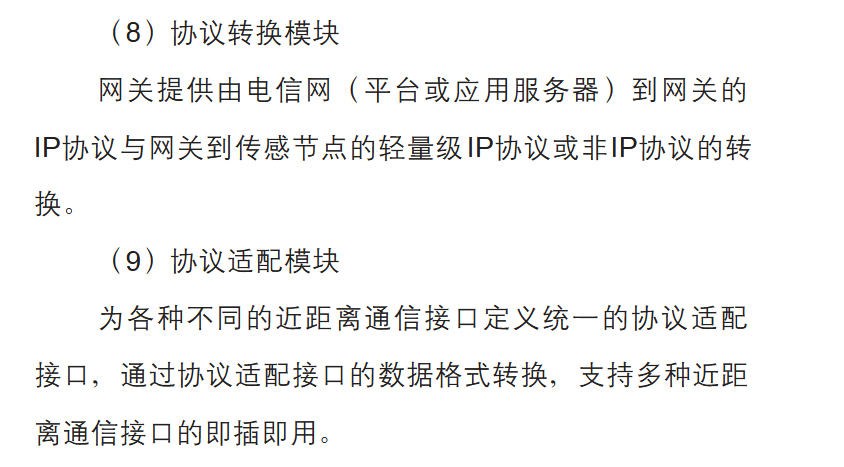 （8）协议转换模块
网关提供由电信网（平台或应用服务器）到网关的
IP协议与网关到传感节点的轻量级IP协议或非IP协议的转
换。
（9）协议适配模块
为各种不同的近距离通信接口定义统一的协议适配
接口，通过协议适配接口的数据格式转换，支持多种近距
离通信接口的即插即用。